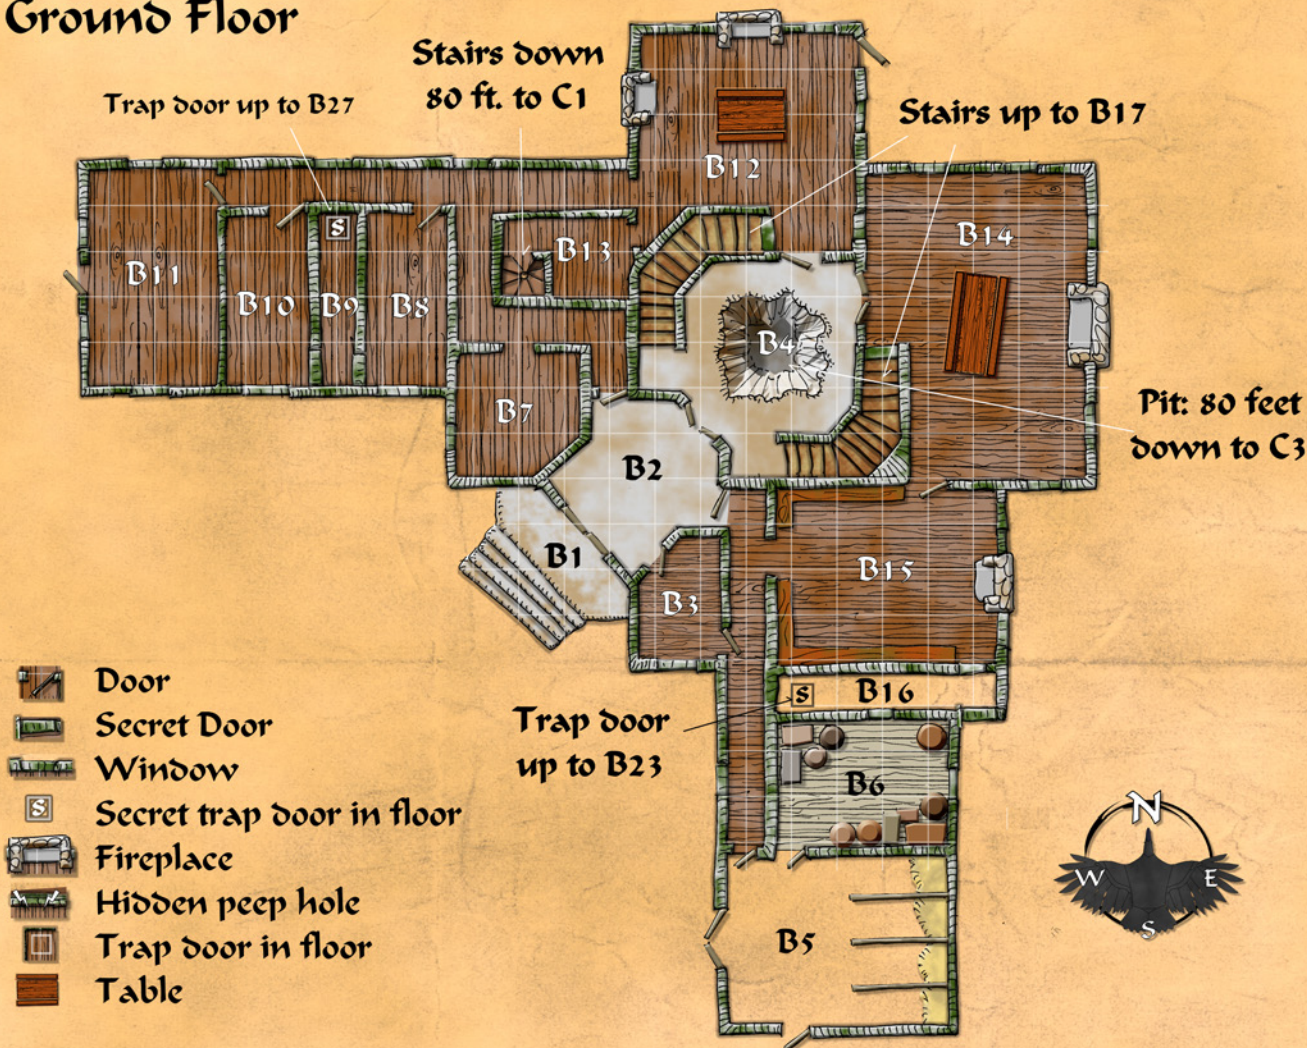 Ground Floor
Stairs down
80 ft. to C1
Trap door up to B27
Stairs up to B17
B12
S
B13
B14
B11
B10
B9
B8
B4
Pit: 80 feet
down to C3
B7
B2
B1
B15
B3
B16
S
Trap door
up to B23
B6
B5
Door
Secret Door
Window
S
Secret trap door in floor
Fireplace
Hidden peep hole
Trap door in floor
Table
N
W
E
S